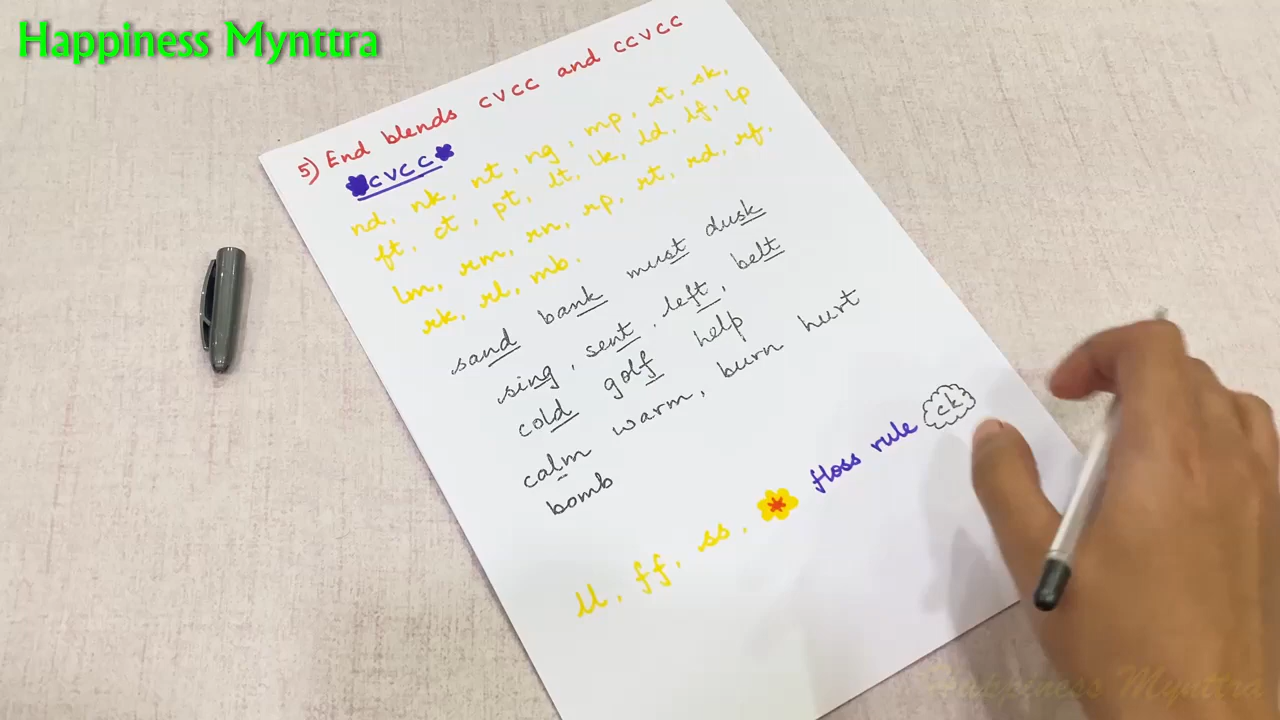 Happiness Mynttra
5) End blends CVCC and CCVCC
CVCC
nd, nk, nt, ng, mp, st, sk,
ft, ct, pt, lt, lk, ld, lf, lp
lm, rm, rn, rp, rt, rd, rf,
rk, rl, mb.
sand bank must dusk
sing, sent, left, belt
cold golf help
calm warm, burn hurt
bomb
ll, ff, ss, floss rule ck
Happiness Mynttra